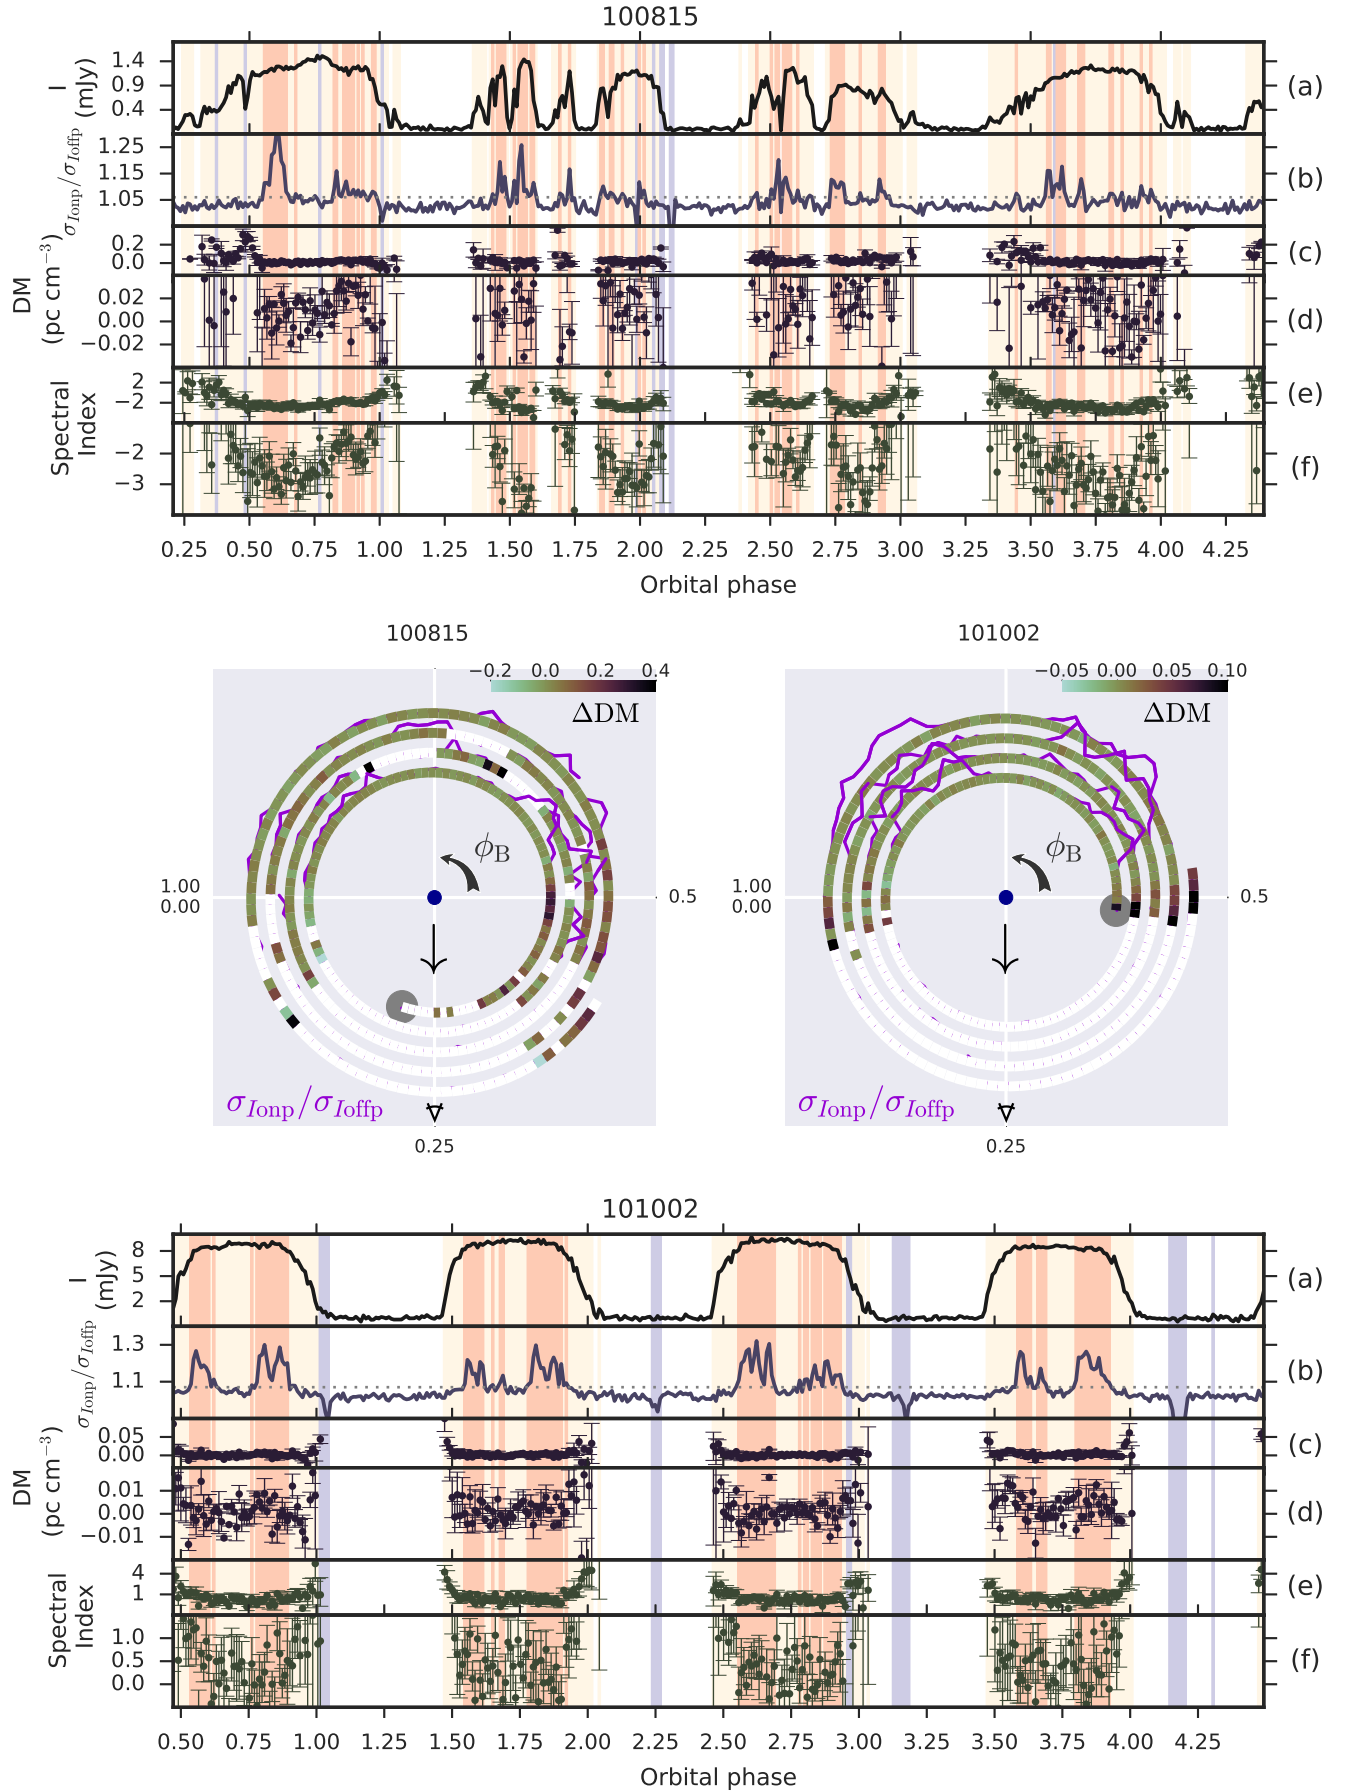 100815
I (mJy)
1.4
0.9
0.4
(a)
σIonp/σIoffp
1.25
1.15
1.05
(b)
DM (pc cm⁻³)
0.2
0.0
(c)
0.02
0.00
−0.02
(d)
Spectral Index
2
−2
(e)
−2
−3
(f)
0.25 0.50 0.75 1.00 1.25 1.50 1.75 2.00 2.25 2.50 2.75 3.00 3.25 3.50 3.75 4.00 4.25
Orbital phase
100815
−0.2 0.0 0.2 0.4
ΔDM
ϕB
1.00
0.00
0.5
σIonp/σIoffp
0.25
101002
−0.05 0.00 0.05 0.10
ΔDM
ϕB
1.00
0.00
0.5
σIonp/σIoffp
0.25
101002
I (mJy)
8
5
2
(a)
σIonp/σIoffp
1.3
1.1
(b)
DM (pc cm⁻³)
0.05
0.00
(c)
0.01
0.00
−0.01
(d)
Spectral Index
4
1
(e)
1.0
0.5
0.0
(f)
0.50 0.75 1.00 1.25 1.50 1.75 2.00 2.25 2.50 2.75 3.00 3.25 3.50 3.75 4.00 4.25
Orbital phase